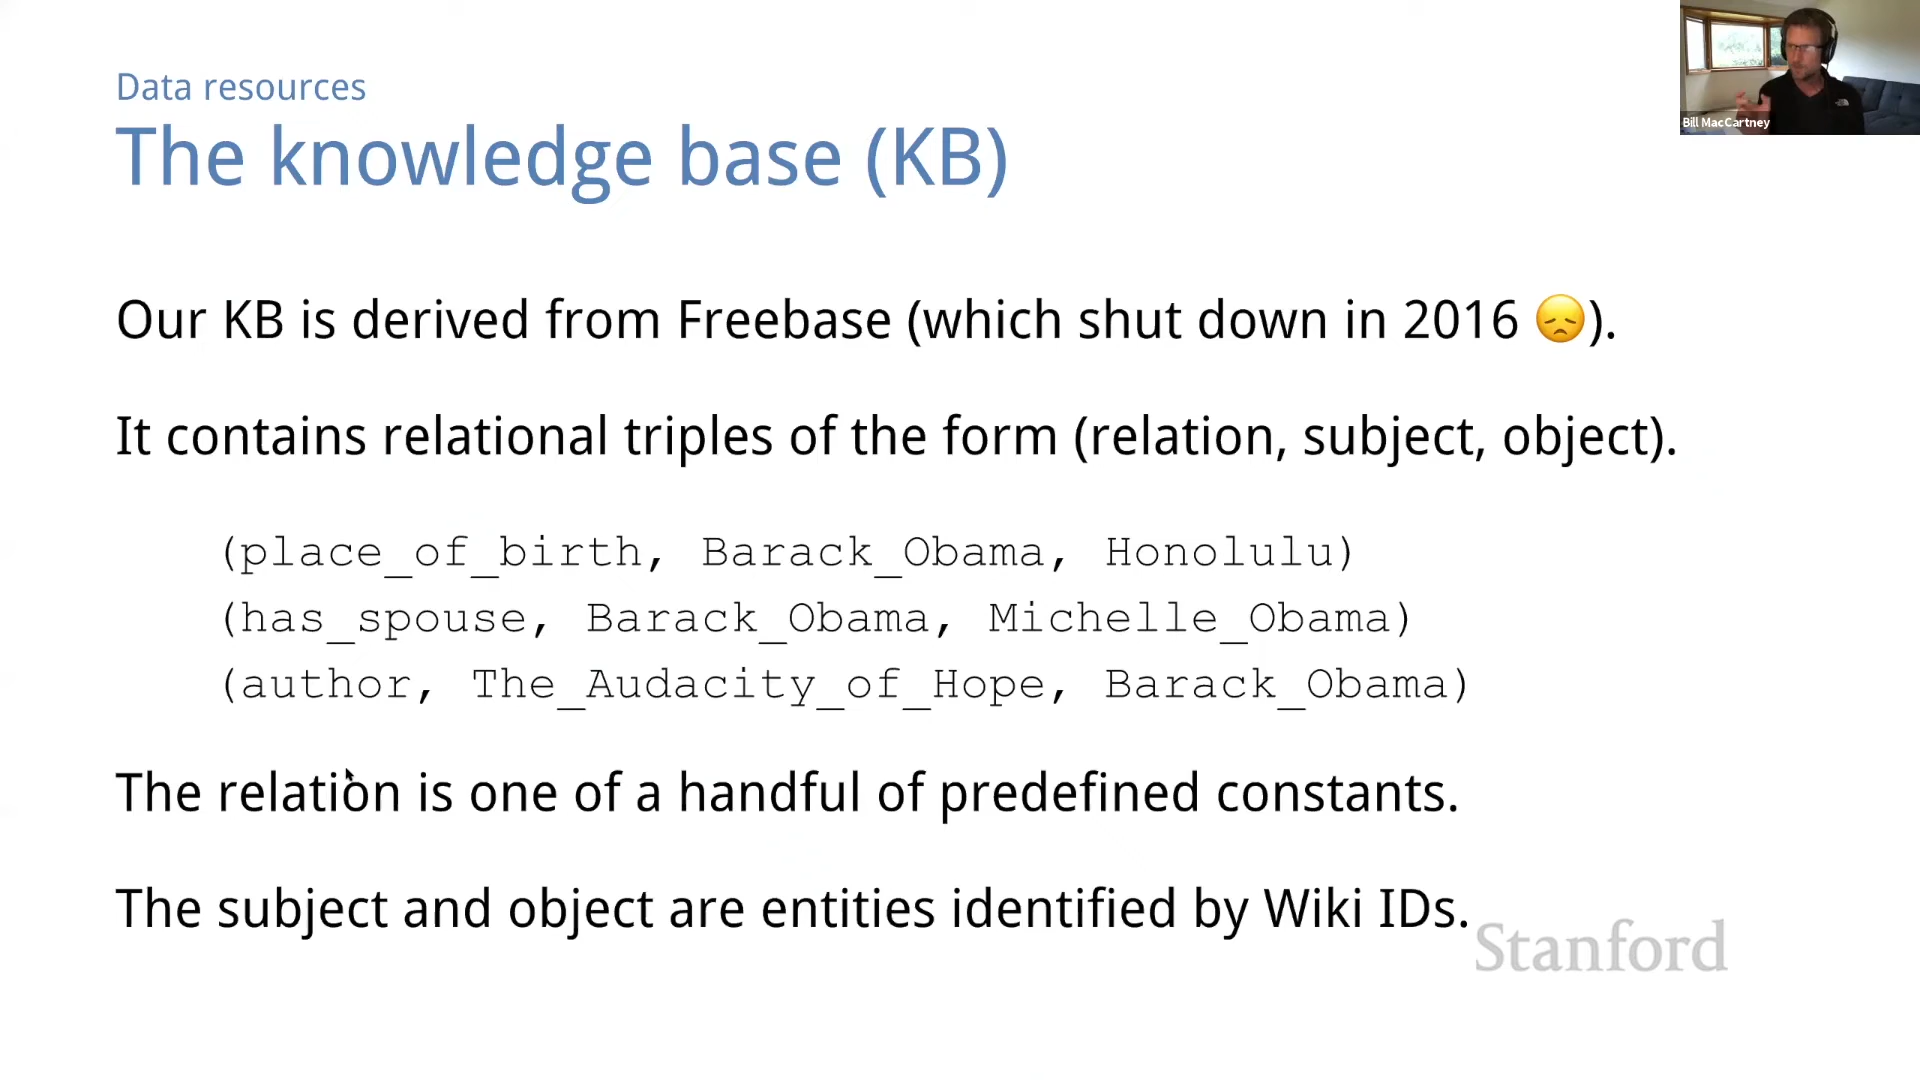 Data resources
The knowledge base (KB)
Bill MacCartney
Our KB is derived from Freebase (which shut down in 2016 😞).
It contains relational triples of the form (relation, subject, object).
(place_of_birth, Barack_Obama, Honolulu)
(has_spouse, Barack_Obama, Michelle_Obama)
(author, The_Audacity_of_Hope, Barack_Obama)
The relation is one of a handful of predefined constants.
The subject and object are entities identified by Wiki IDs.
Stanford